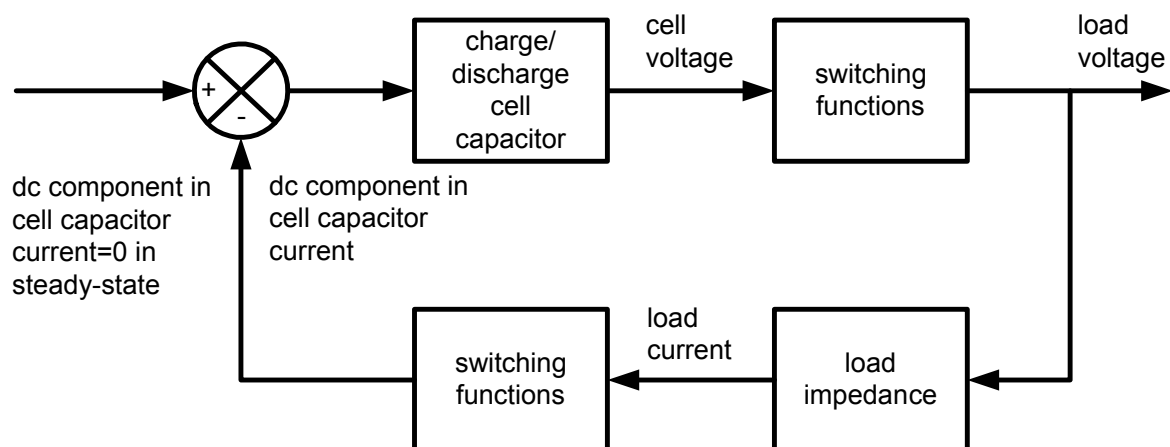 charge/
discharge
cell
capacitor
cell
voltage
switching
functions
load
voltage
+
-
dc component in
cell capacitor
current=0 in
steady-state
dc component in
cell capacitor
current
switching
functions
load
current
load
impedance